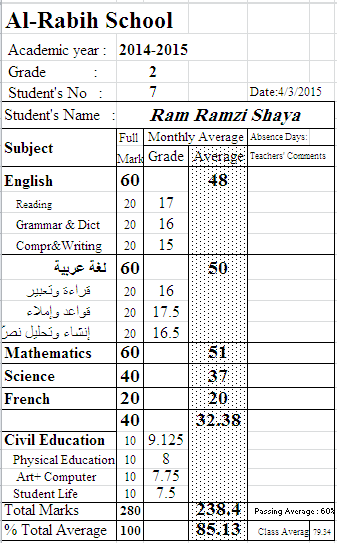 Al-Rabih School
Academic year : 2014-2015
Grade : 2
Student's No : 7 Date:4/3/2015
Student's Name : Ram Ramzi Shaya
Subject Full Mark Monthly Average Absence Days:
Grade Average Teachers' Comments
English 60 48
Reading 20 17
Grammar & Dict 20 16
Compr&Writing 20 15
لغة عربية 60 50
قراءة وتعبير 20 16
قواعد وإملاء 20 17.5
إنشاء وتحليل نصّ 20 16.5
Mathematics 60 51
Science 40 37
French 20 20
40 32.38
Civil Education 10 9.125
Physical Education 10 8
Art+ Computer 10 7.75
Student Life 10 7.5
Total Marks 280 238.4 Passing Average : 60%
% Total Average 100 85.13 Class Averag 79.34